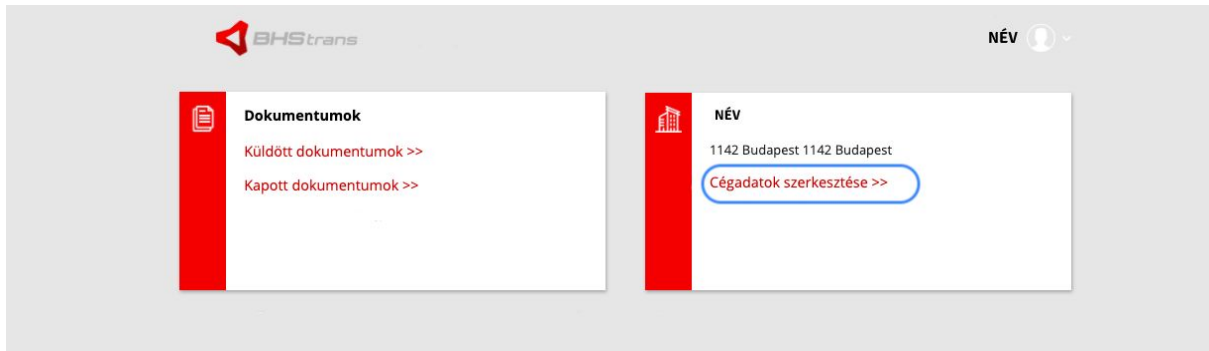 BHStrans
NÉV
Dokumentumok
Küldött dokumentumok >>
Kapott dokumentumok >>
NÉV
1142 Budapest 1142 Budapest
Cégadatok szerkesztése >>